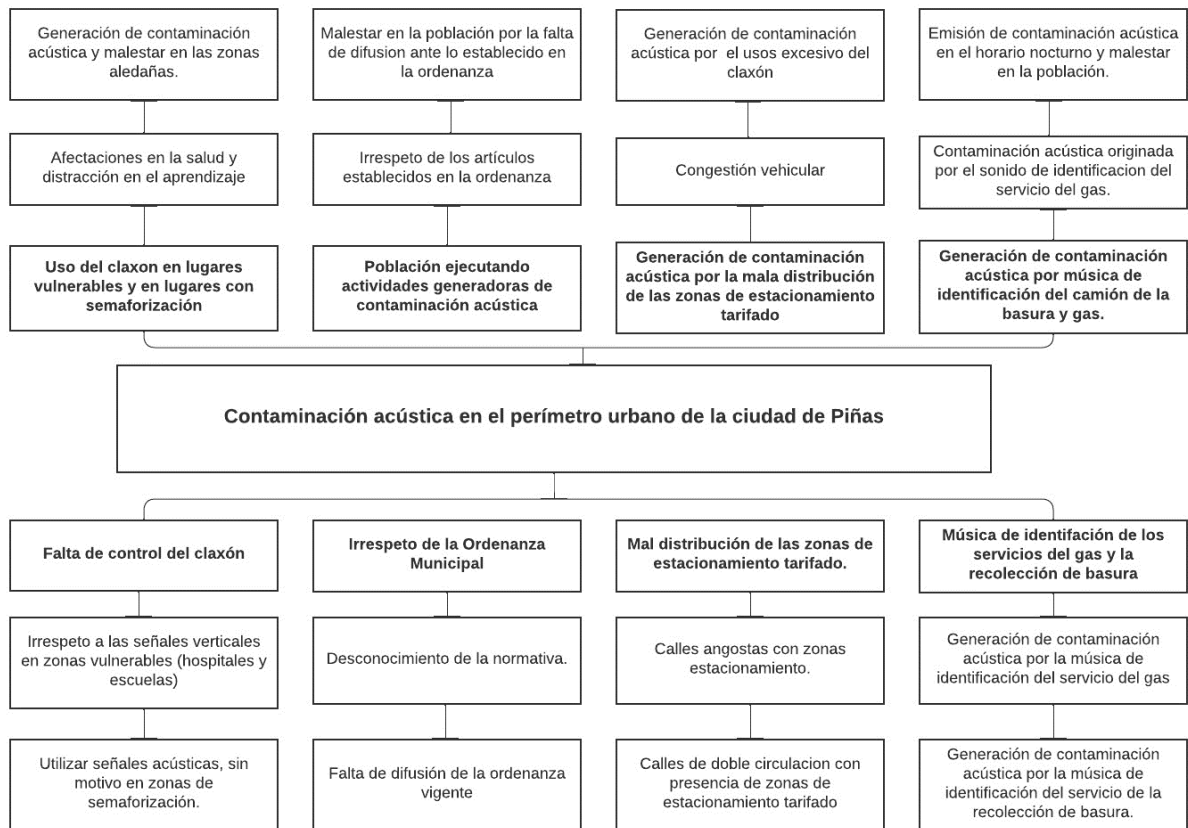 Generación de contaminación
acústica y malestar en las zonas
aledañas.
Malestar en la población por la falta
de difusion ante lo establecido en
la ordenanza
Generación de contaminación
acústica por el usos excesivo del
claxón
Emisión de contaminación acústica
en el horario nocturno y malestar
en la población.
Afectaciones en la salud y
distracción en el aprendizaje
Irrespeto de los artículos
establecidos en la ordenanza
Congestión vehicular
Contaminación acústica originada
por el sonido de identificacion del
servicio del gas.
Uso del claxon en lugares
vulnerables y en lugares con
semaforización
Población ejecutando
actividades generadoras de
contaminación acústica
Generación de contaminación
acústica por la mala distribución
de las zonas de estacionamiento
tarifado
Generación de contaminación
acústica por música de
identificación del camión de la
basura y gas.
Contaminación acústica en el perímetro urbano de la ciudad de Piñas
Falta de control del claxón
Irrespeto de la Ordenanza
Municipal
Mal distribución de las zonas de
estacionamiento tarifado.
Música de identifación de los
servicios del gas y la
recolección de basura
Irrespeto a las señales verticales
en zonas vulnerables (hospitales y
escuelas)
Desconocimiento de la normativa.
Calles angostas con zonas
estacionamiento.
Generación de contaminación
acústica por la música de
identificación del servicio del gas
Utilizar señales acústicas, sin
motivo en zonas de
semaforización.
Falta de difusión de la ordenanza
vigente
Calles de doble circulacion con
presencia de zonas de
estacionamiento tarifado
Generación de contaminación
acústica por la música de
identificación del servicio de la
recolección de basura.